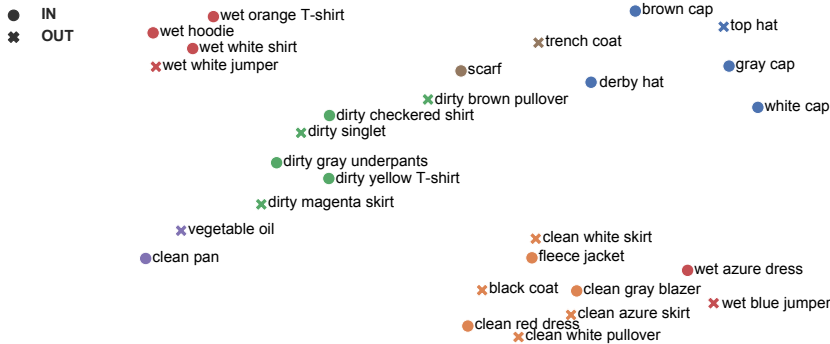 IN
OUT
wet orange T-shirt
wet hoodie
wet white shirt
wet white jumper
brown cap
top hat
trench coat
scarf
gray cap
derby hat
white cap
dirty brown pullover
dirty checkered shirt
dirty singlet
dirty gray underpants
dirty yellow T-shirt
dirty magenta skirt
vegetable oil
clean pan
clean white skirt
fleece jacket
wet azure dress
black coat
clean gray blazer
wet blue jumper
clean azure skirt
clean red dress
clean white pullover